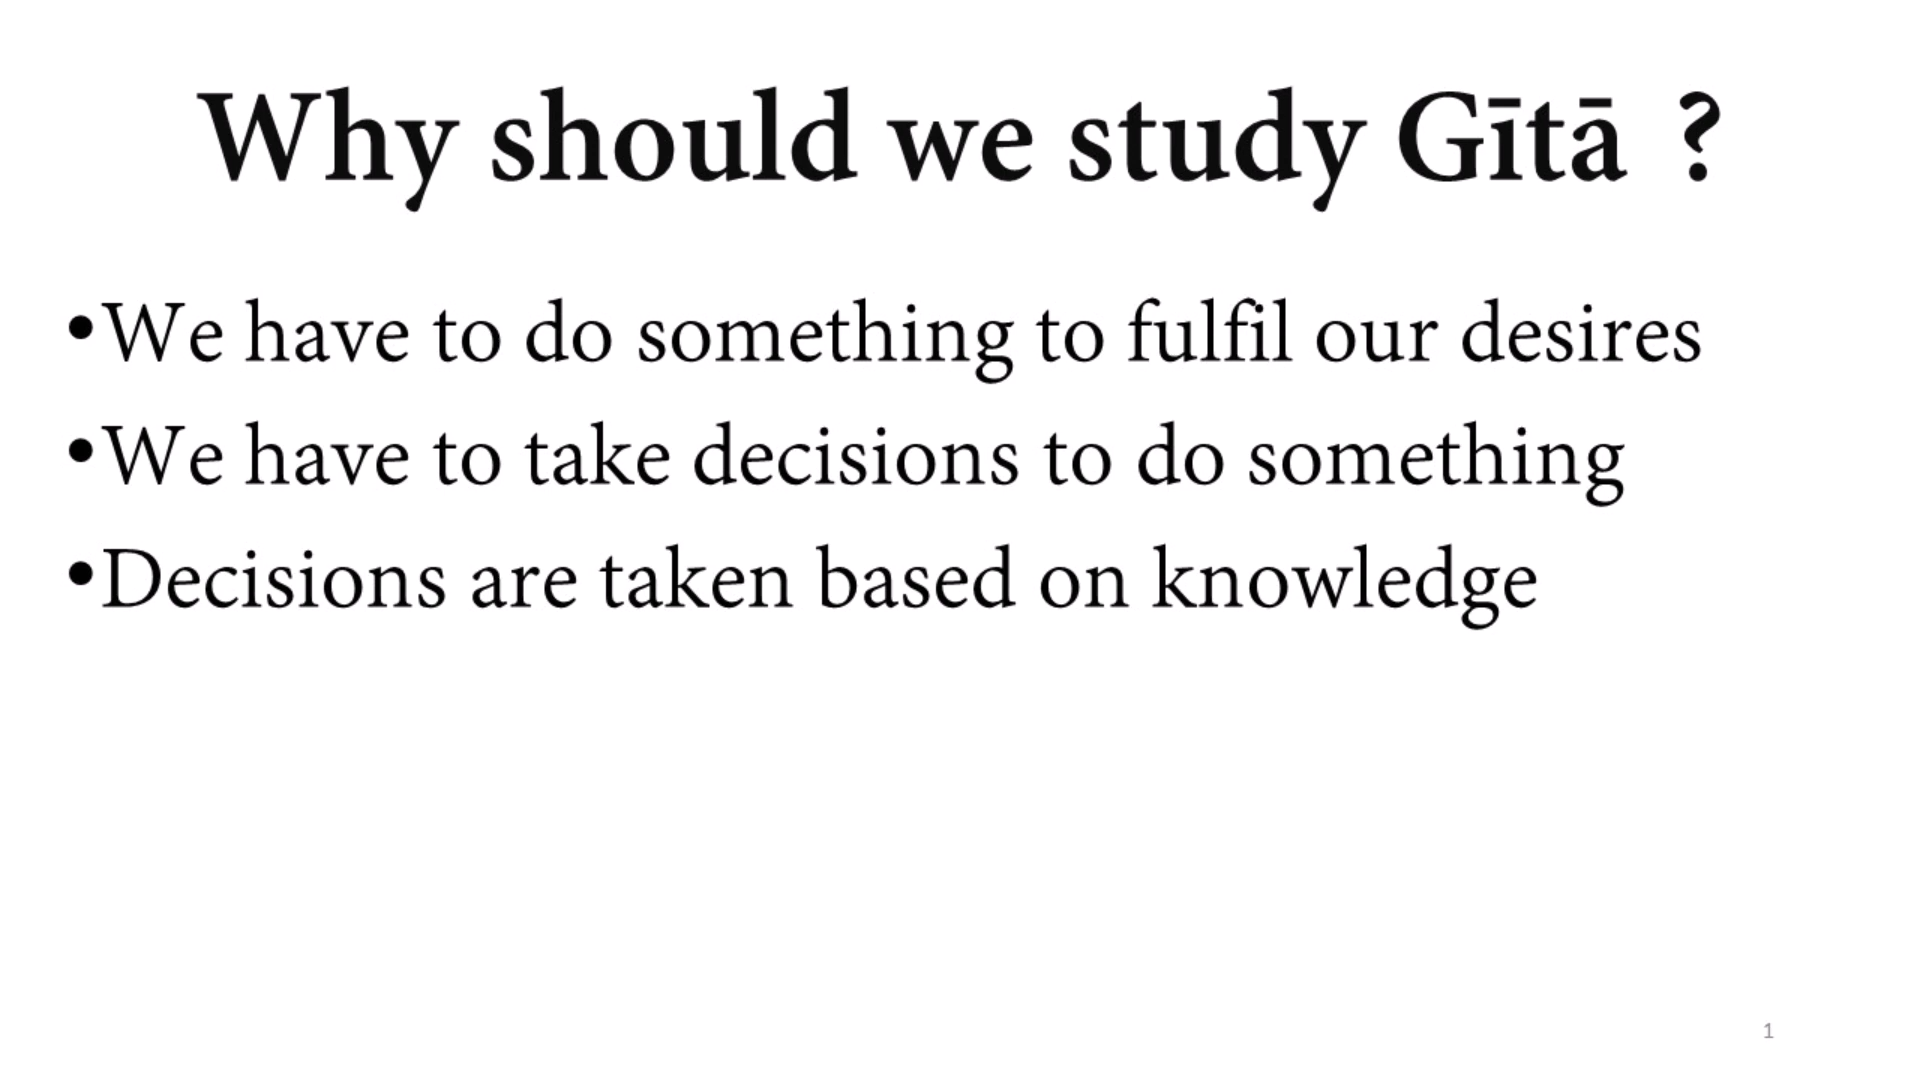 Why should we study Gītā ?
•We have to do something to fulfil our desires
•We have to take decisions to do something
•Decisions are taken based on knowledge
1